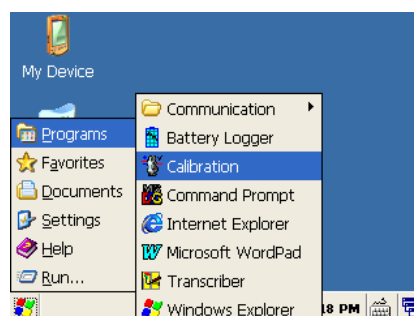 My Device
Programs
Favorites
Documents
Settings
Help
Run...
Communication
Battery Logger
Calibration
Command Prompt
Internet Explorer
Microsoft WordPad
Transcriber
Windows Explorer
18 PM